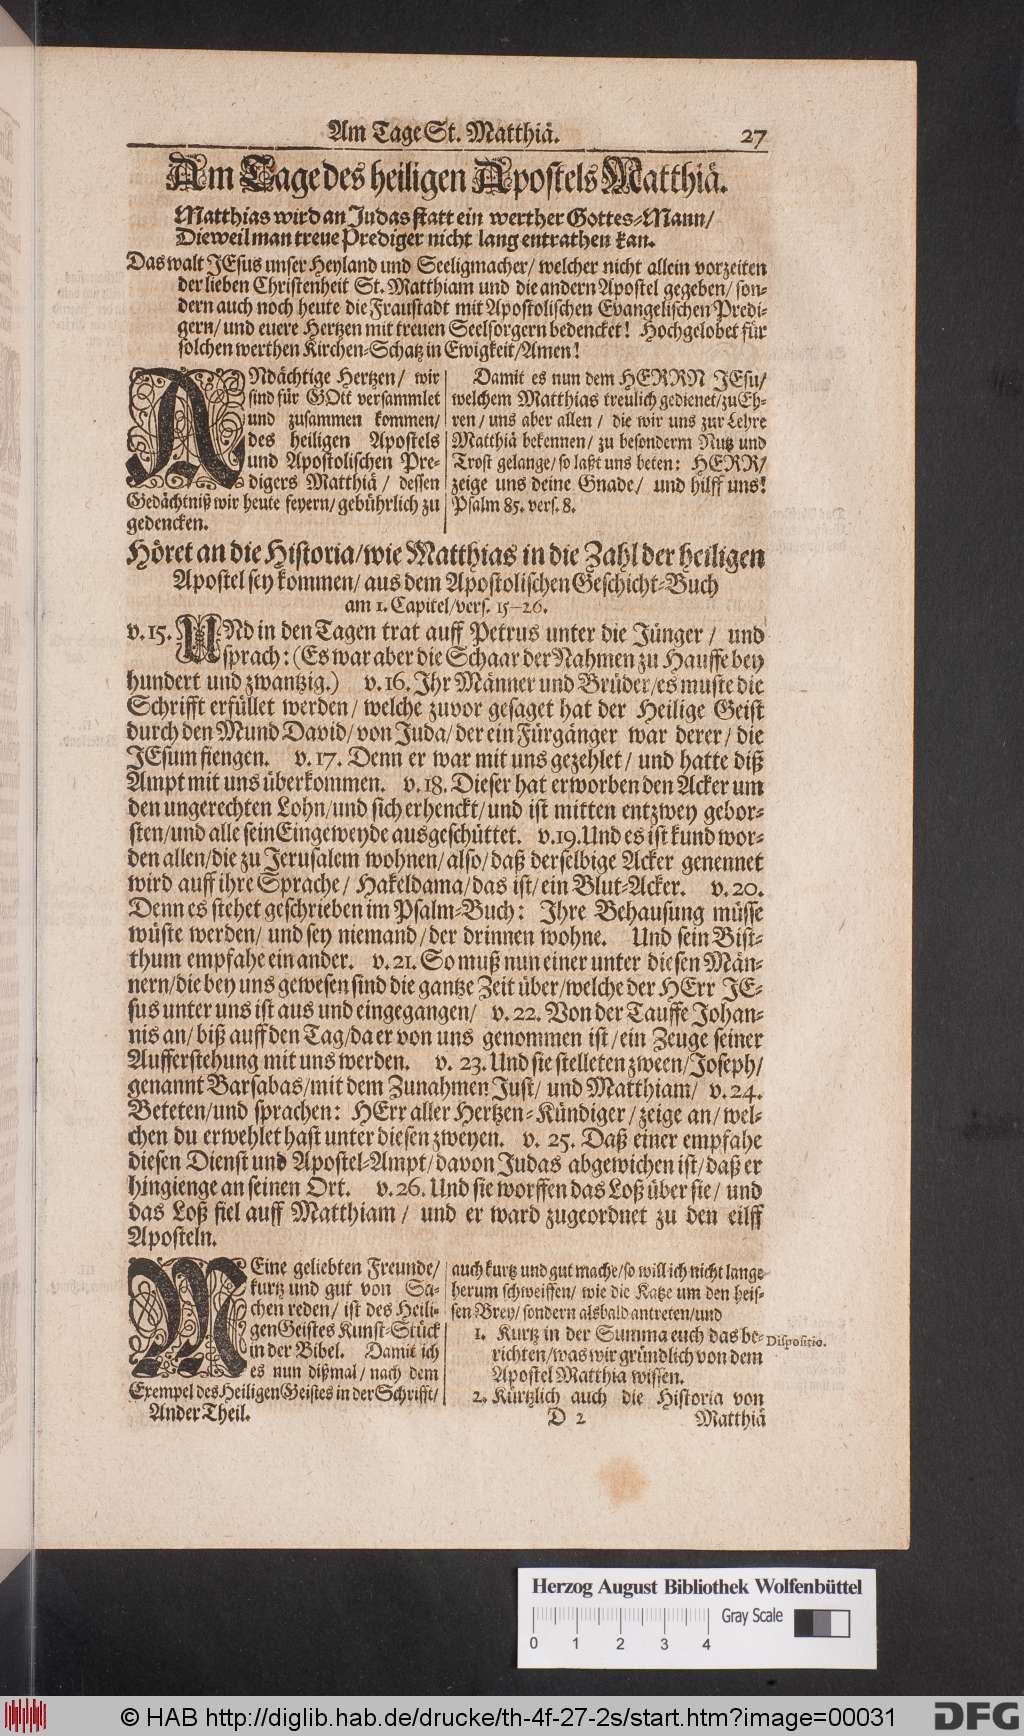 Am Tage St. Matthiä.
27
Am Tage des heiligen Apostels Matthiä.
Matthias wird an Judas statt ein werther Gottes-Mann/
Dieweil man treue Prediger nicht lang entrathen kan.
Das walt JEsus unser Heyland und Seeligmacher/ welcher nicht allein vorzeiten
der lieben Christenheit St. Matthiam und die andern Apostel gegeben/ son-
dern auch noch heute die Fraustadt mit Apostolischen Evangelischen Predi-
gern/ und euere Hertzen mit treuen Seelsorgern bedencket! Hochgelobet für
solchen werthen Kirchen-Schatz in Ewigkeit/ Amen!
ANdächtige Hertzen/ wir
sind für GOtt versammlet
und zusammen kommen/
des heiligen Apostels
und Apostolischen Pre-
digers Matthiä/ dessen
Gedächtniß wir heute feyern/ gebührlich zu
gedencken.
Damit es nun dem HERRN JEsu/
welchem Matthias treulich gedienet/ zu Eh-
ren/ uns aber allen/ die wir uns zur Lehre
Matthiä bekennen/ zu besonderm Nutz und
Trost gelange/ so laßt uns beten: HERR/
zeige uns deine Gnade/ und hilff uns!
Psalm 85. vers. 8.
Höret an die Historia/ wie Matthias in die Zahl der heiligen
Apostel sey kommen/ aus dem Apostolischen Geschicht-Buch
am 1. Capitel/ vers. 15-26.
v. 15. UNd in den Tagen trat auff Petrus unter die Jünger/ und
sprach: (Es war aber die Schaar der Nahmen zu Hauffe bey
hundert und zwantzig.) v. 16. Ihr Männer und Brüder/ es muste die
Schrifft erfüllet werden/ welche zuvor gesaget hat der Heilige Geist
durch den Mund David/ von Juda/ der ein Fürgänger war derer/ die
JEsum fiengen. v. 17. Denn er war mit uns gezehlet/ und hatte diß
Ampt mit uns überkommen. v. 18. Dieser hat erworben den Acker um
den ungerechten Lohn/ und sich erhenckt/ und ist mitten entzwey gebor-
sten/ und alle sein Eingeweyde ausgeschüttet. v. 19. Und es ist kund wor-
den allen/ die zu Jerusalem wohnen/ also/ daß derselbige Acker genennet
wird auff ihre Sprache/ Hakeldama/ das ist/ ein Blut-Acker. v. 20.
Denn es stehet geschrieben im Psalm-Buch: Ihre Behausung müsse
wüste werden/ und sey niemand/ der drinnen wohne. Und sein Bist-
thum empfahe ein ander. v. 21. So muß nun einer unter diesen Män-
nern/ die bey uns gewesen sind die gantze Zeit über/ welche der HErr JE-
sus unter uns ist aus und eingegangen/ v. 22. Von der Tauffe Johan-
nis an/ biß auff den Tag/ da er von uns genommen ist/ ein Zeuge seiner
Aufferstehung mit uns werden. v. 23. Und sie stelleten zween/ Joseph/
genannt Barsabas/ mit dem Zunahmen Just/ und Matthiam/ v. 24.
Beteten/ und sprachen: HErr aller Hertzen-Kündiger/ zeige an/ wel-
chen du erwehlet hast unter diesen zweyen. v. 25. Daß einer empfahe
diesen Dienst und Apostel-Ampt/ davon Judas abgewichen ist/ daß er
hingienge an seinen Ort. v. 26. Und sie worffen das Loß über sie/ und
das Loß fiel auff Matthiam/ und er ward zugeordnet zu den eilff
Aposteln.
MEine geliebten Freunde/
kurtz und gut von Sa-
chen reden/ ist des Heili-
gen Geistes Kunst-Stück
in der Bibel. Damit ich
es nun dißmal/ nach dem
Exempel des Heiligen Geistes in der Schrifft/
Ander Theil.
auch kurtz und gut mache/ so will ich nicht lange
herum schweiffen/ wie die Katze um den heis-
sen Brey/ sondern alsbald antreten/ und
1. Kurtz in der Summa euch das be-
richten/ was wir gründlich von dem
Apostel Matthia wissen.
2. Kürtzlich auch die Historia von
Dispositio.
D 2
Matthiä
Herzog August Bibliothek Wolfenbüttel
Gray Scale
0 1 2 3 4
© HAB http://diglib.hab.de/drucke/th-4f-27-2s/start.htm?image=00031
DFG